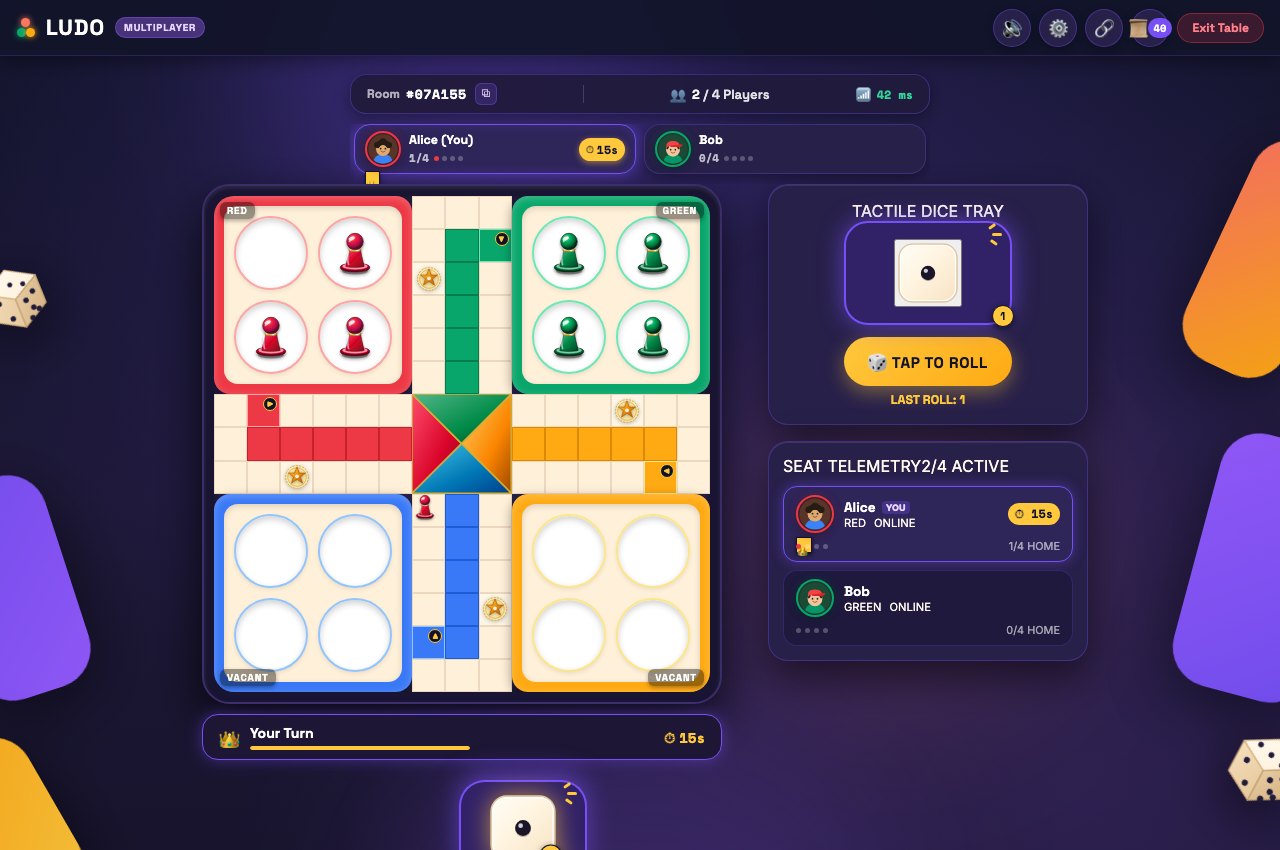 LUDO MULTIPLAYER
40
Exit Table
Room #07A155
2 / 4 Players
42 ms
Alice (You)
1/4
15s
Bob
0/4
RED
GREEN
VACANT
VACANT
TACTILE DICE TRAY
1
TAP TO ROLL
LAST ROLL: 1
SEAT TELEMETRY2/4 ACTIVE
Alice YOU
RED ONLINE
15s
1/4 HOME
Bob
GREEN ONLINE
0/4 HOME
Your Turn
15s